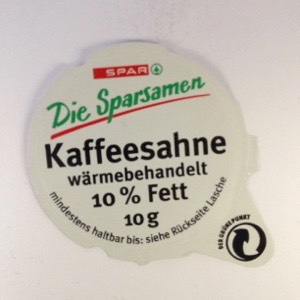 SPAR
Die Sparsamen
Kaffeesahne
wärmebehandelt
10 % Fett
10 g
mindestens haltbar bis: siehe Rückseite Lasche
DER GRÜNE PUNKT